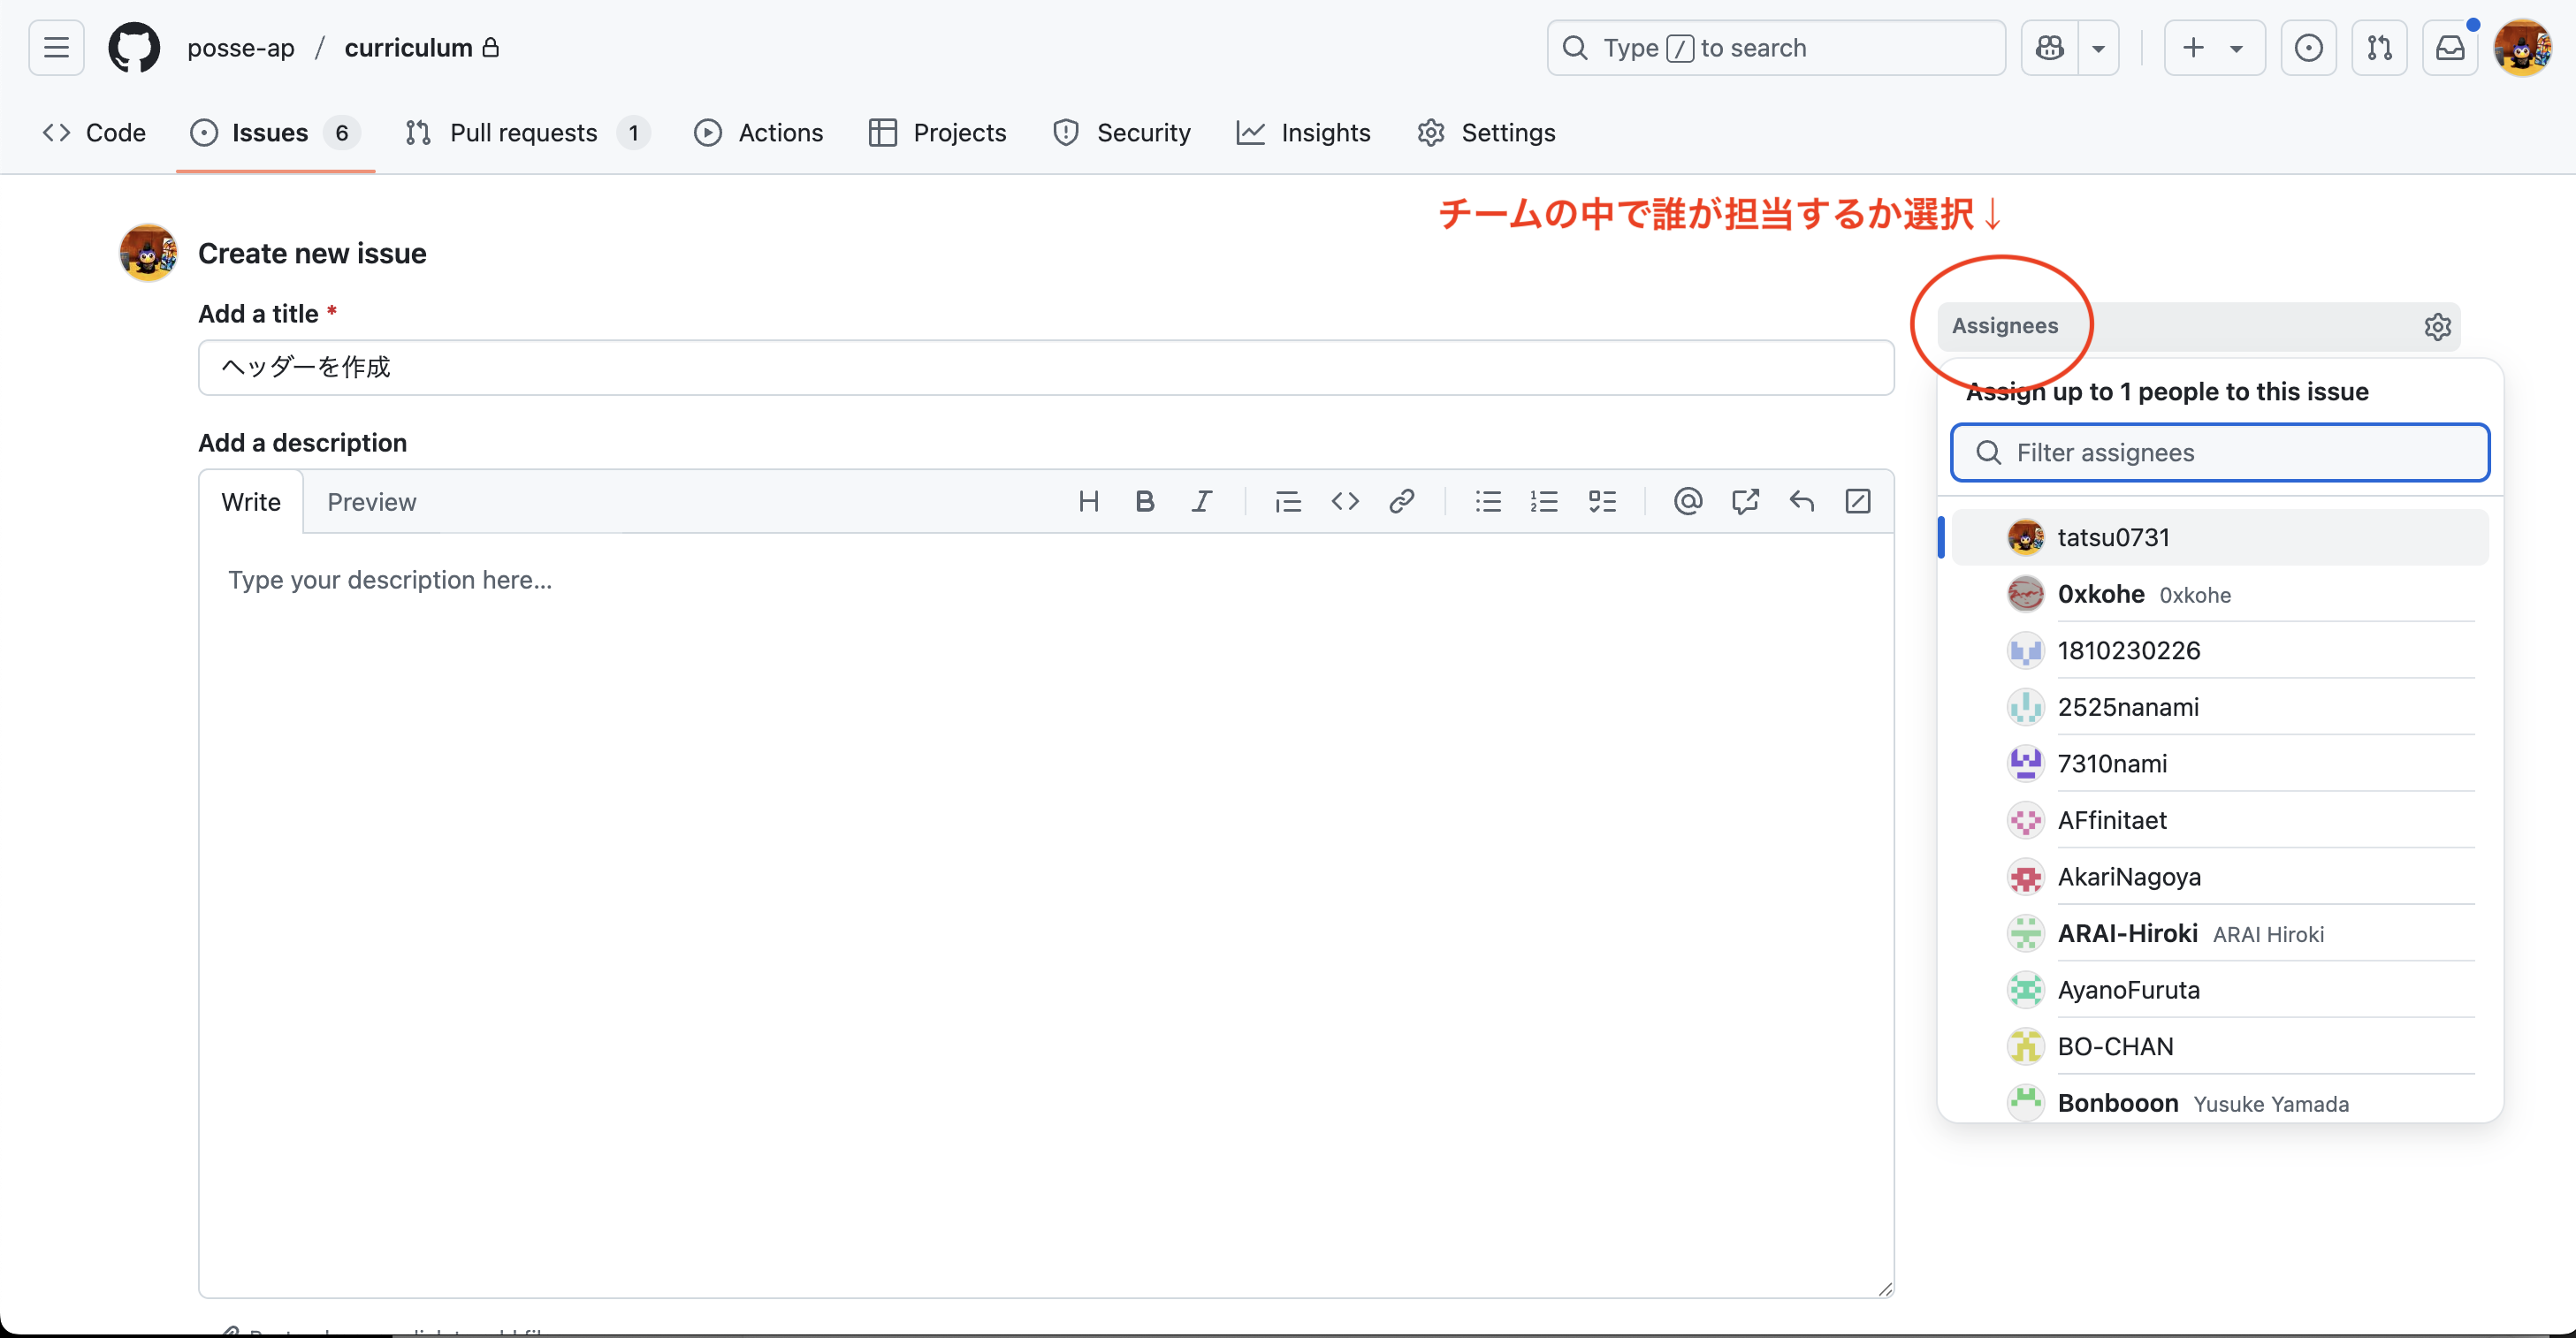 posse-ap / curriculum
Type / to search
Code
Issues 6
Pull requests 1
Actions
Projects
Security
Insights
Settings
チームの中で誰が担当するか選択↓
Create new issue
Add a title *
ヘッダーを作成
Add a description
Write
Preview
Type your description here...
Assignees
Assign up to 1 people to this issue
Filter assignees
tatsu0731
0xkohe 0xkohe
1810230226
2525nanami
7310nami
AFfinitaet
AkariNagoya
ARAI-Hiroki ARAI Hiroki
AyanoFuruta
BO-CHAN
Bonbooon Yusuke Yamada